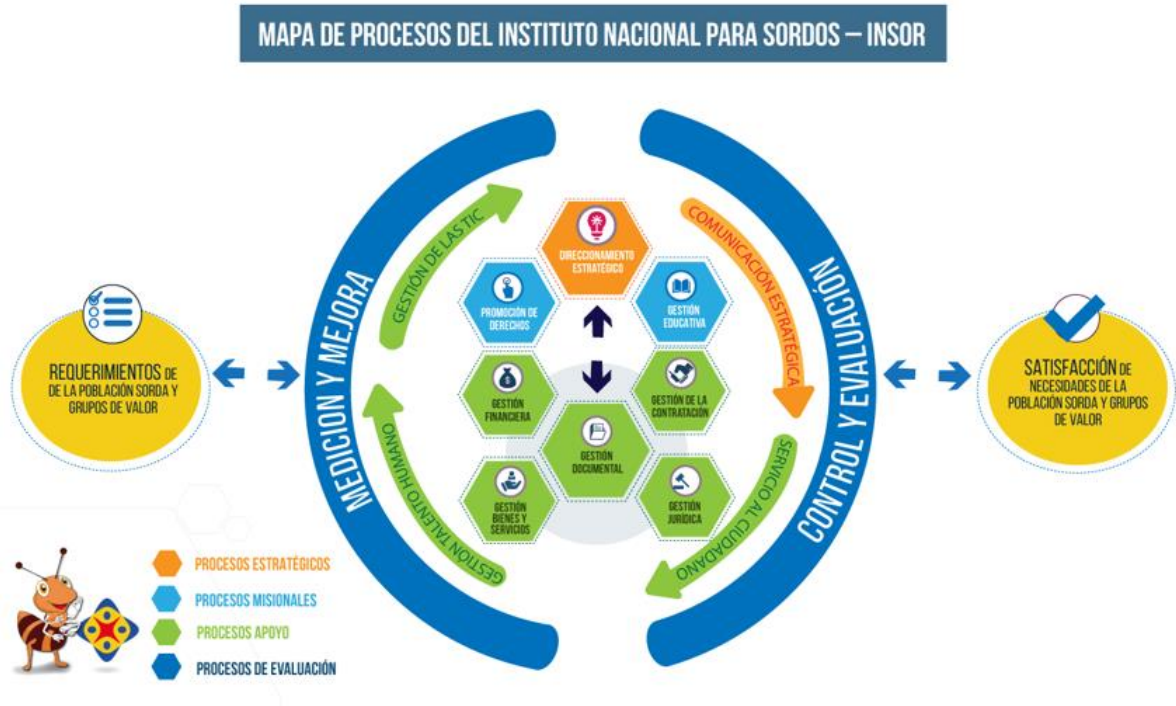 MAPA DE PROCESOS DEL INSTITUTO NACIONAL PARA SORDOS – INSOR
REQUERIMIENTOS DE
DE LA POBLACIÓN SORDA Y
GRUPOS DE VALOR
MEDICION Y MEJORA
GESTIÓN DE LAS TIC
GESTIÓN TALENTO HUMANO
DIRECCIONAMIENTO
ESTRATÉGICO
PROMOCIÓN DE
DERECHOS
GESTIÓN
EDUCATIVA
GESTIÓN
FINANCIERA
GESTIÓN DE LA
CONTRATACIÓN
GESTIÓN
DOCUMENTAL
GESTIÓN
BIENES Y
SERVICIOS
GESTIÓN
JURÍDICA
COMUNICACIÓN ESTRATÉGICA
SERVICIO AL CIUDADANO
CONTROL Y EVALUACIÓN
SATISFACCIÓN DE
NECESIDADES DE LA
POBLACIÓN SORDA Y GRUPOS
DE VALOR
PROCESOS ESTRATÉGICOS
PROCESOS MISIONALES
PROCESOS APOYO
PROCESOS DE EVALUACIÓN